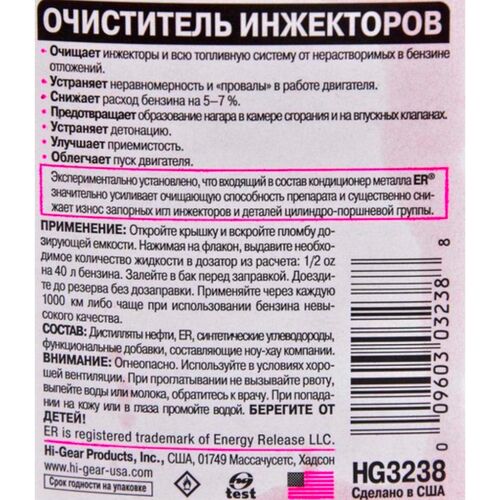 ОЧИСТИТЕЛЬ ИНЖЕКТОРОВ
• Очищает инжекторы и всю топливную систему от нерастворимых в бензине
отложений.
• Устраняет неравномерность и «провалы» в работе двигателя.
• Снижает расход бензина на 5–7 %.
• Предотвращает образование нагара в камере сгорания и на впускных клапанах.
• Устраняет детонацию.
• Улучшает приемистость.
• Облегчает пуск двигателя.
Экспериментально установлено, что входящий в состав кондиционер металла ER®
значительно усиливает очищающую способность препарата и существенно сни-
жает износ запорных игл инжекторов и деталей цилиндро-поршневой группы.
ПРИМЕНЕНИЕ: Откройте крышку и вскройте пломбу до-
зирующей емкости. Нажимая на флакон, выдавите необхо-
димое количество жидкости в дозатор из расчета: 1/2 oz
на 40 л бензина. Залейте в бак перед заправкой. Доезди-
те до резерва без дозаправки. Применяйте через каждую
1000 км либо чаще при использовании бензина невы-
сокого качества.
СОСТАВ: Дистилляты нефти, ER, синтетические углеводороды,
функциональные добавки, составляющие ноу-хау компании.
ВНИМАНИЕ: Огнеопасно. Используйте в условиях хоро-
шей вентиляции. При проглатывании не вызывайте рвоту,
выпейте воды или молока, обратитесь к врачу. При попада-
нии на кожу или в глаза промойте водой. БЕРЕГИТЕ ОТ
ДЕТЕЙ!
ER is registered trademark of Energy Release LLC.
Hi-Gear Products, Inc., США, 01749 Массачусетс, Хадсон
www.hi-gear-usa.com
Срок годности на упаковке
test
HG3238
Сделано в США
0 09603 03238 8